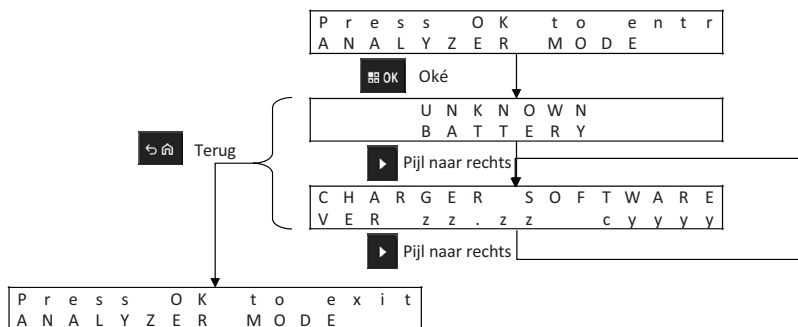 Press OK to entr
ANALYZER MODE
OK Oké
UNKNOWN
BATTERY
Terug
Pijl naar rechts
CHARGER SOFTWARE
VER zz.zz cyyyy
Pijl naar rechts
Press OK to exit
ANALYZER MODE